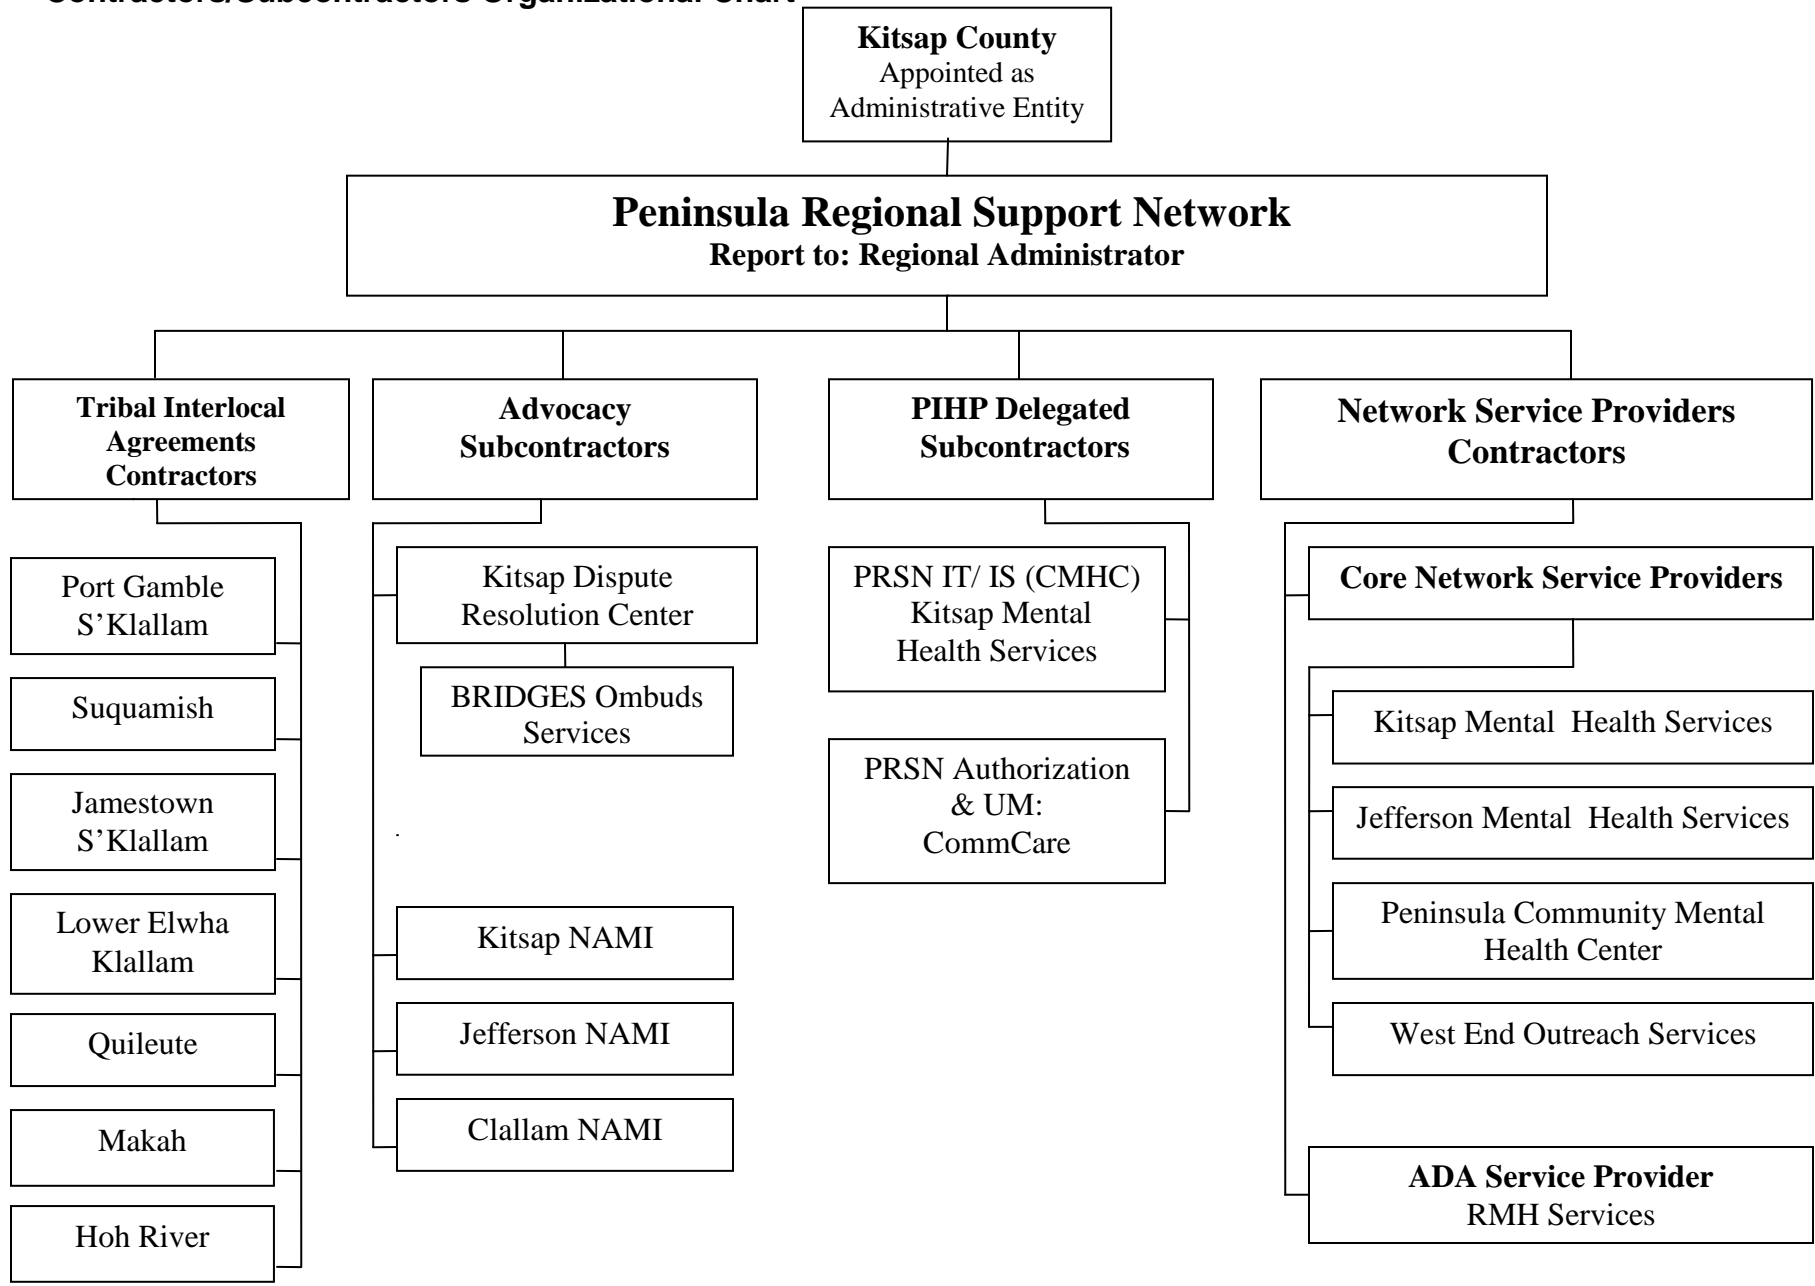 Contractors/Subcontractors Organizational Chart
Kitsap County
Appointed as
Administrative Entity
Peninsula Regional Support Network
Report to: Regional Administrator
Tribal Interlocal
Agreements
Contractors
Port Gamble
S’Klallam
Suquamish
Jamestown
S’Klallam
Lower Elwha
Klallam
Quileute
Makah
Hoh River
Advocacy
Subcontractors
Kitsap Dispute
Resolution Center
BRIDGES Ombuds
Services
Kitsap NAMI
Jefferson NAMI
Clallam NAMI
PIHP Delegated
Subcontractors
PRSN IT/ IS (CMHC)
Kitsap Mental
Health Services
PRSN Authorization
& UM:
CommCare
Network Service Providers
Contractors
Core Network Service Providers
Kitsap Mental  Health Services
Jefferson Mental  Health Services
Peninsula Community Mental
Health Center
West End Outreach Services
ADA Service Provider
RMH Services